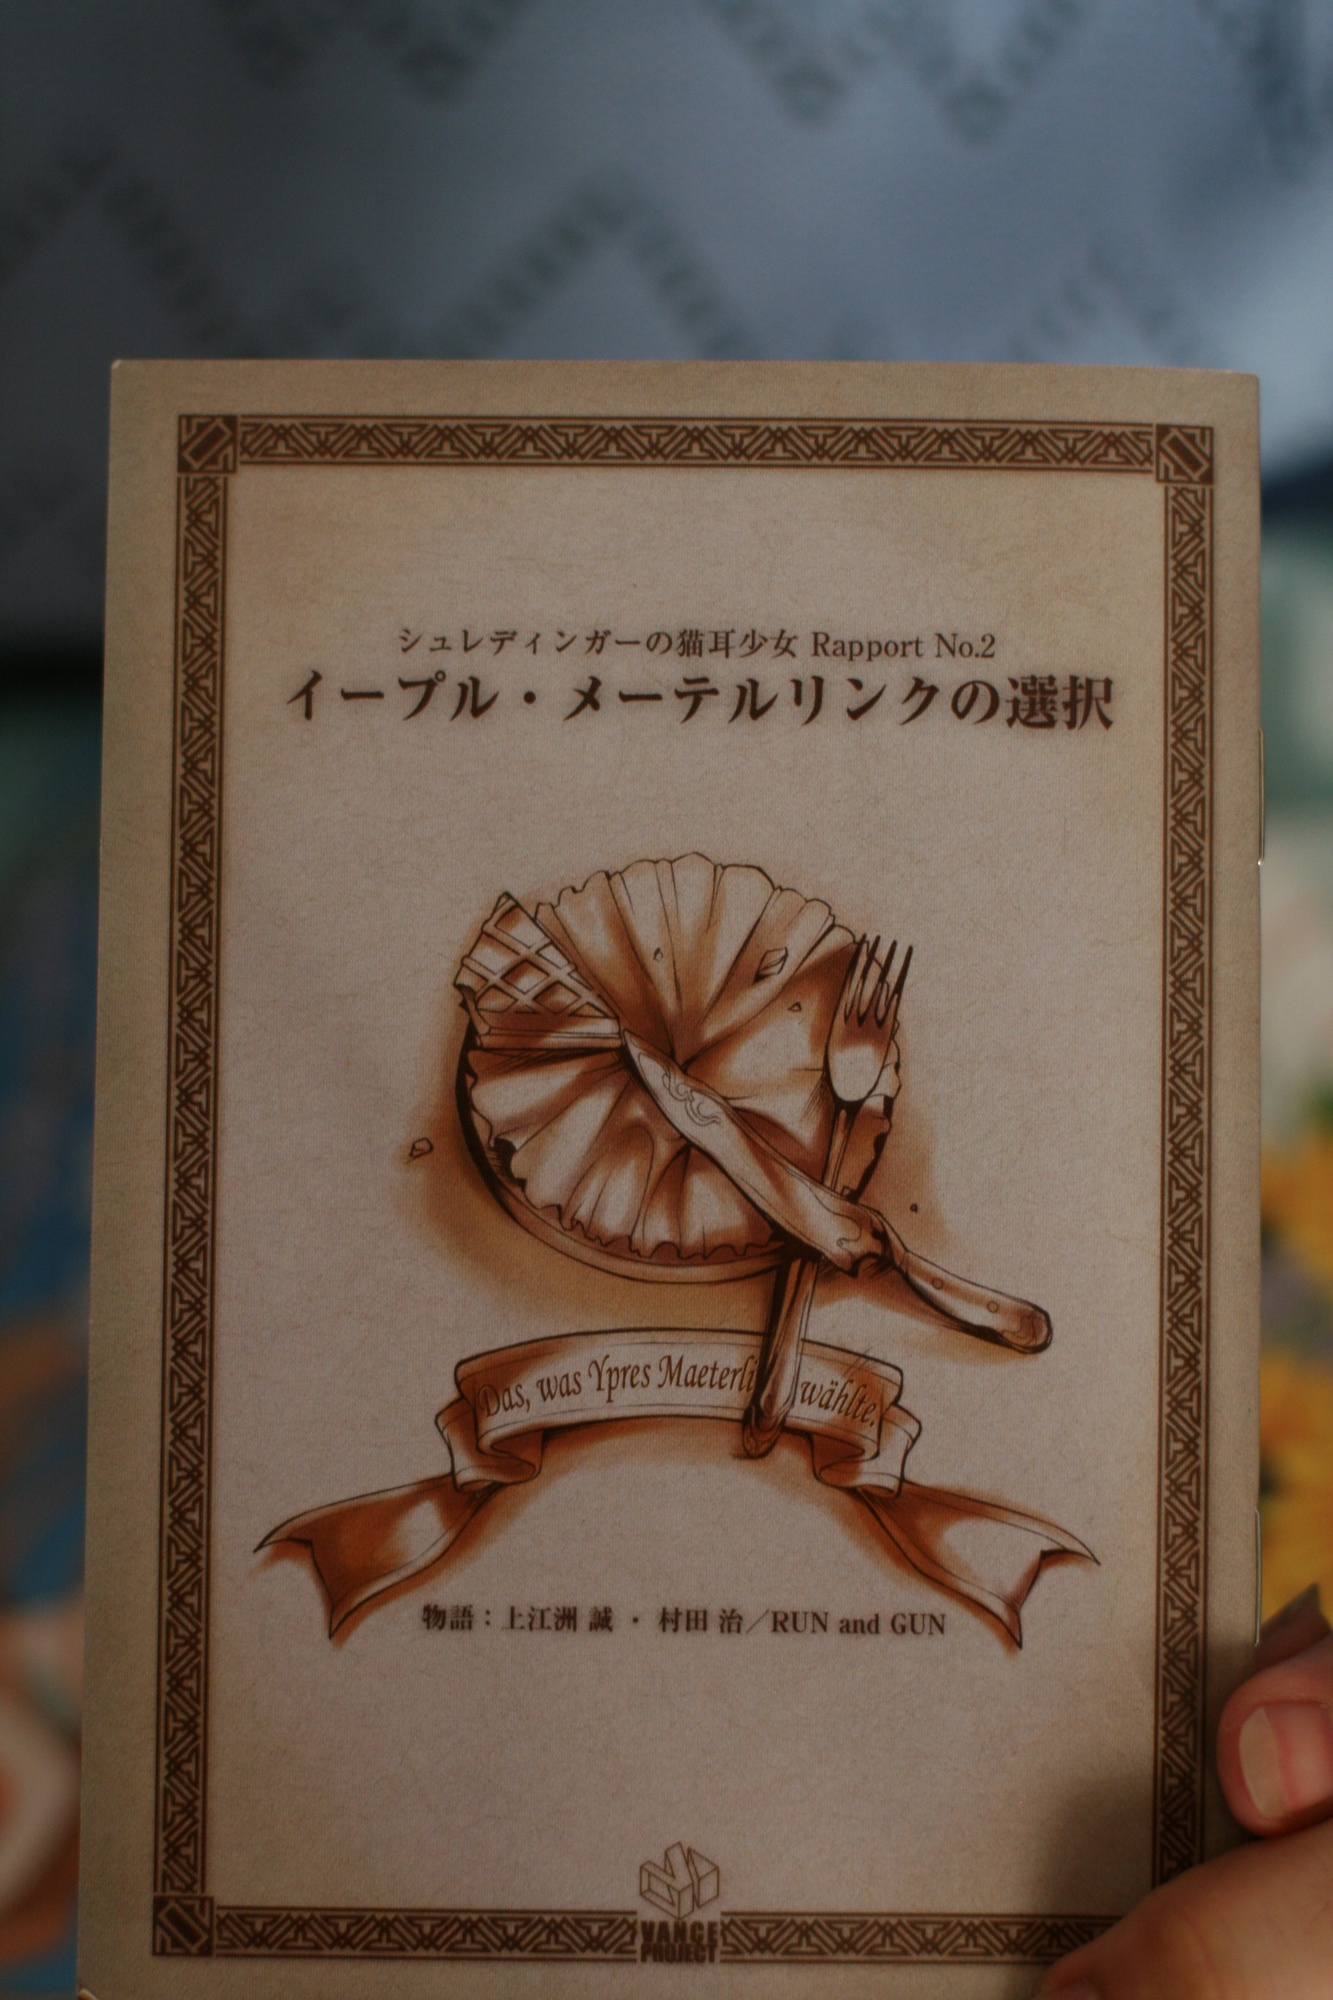 シュレディンガーの猫耳少女 Rapport No.2
イープル・メーテルリンクの選択
Das, was Ypres Maeterli wählte.
物語：上江洲 誠・村田 治／RUN and GUN
VANCE
PROJECT